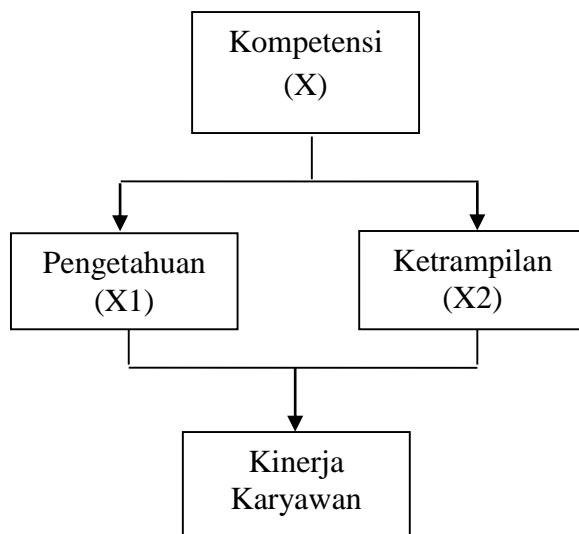 Kompetensi
(X)
Pengetahuan
(X1)
Ketrampilan
(X2)
Kinerja
Karyawan